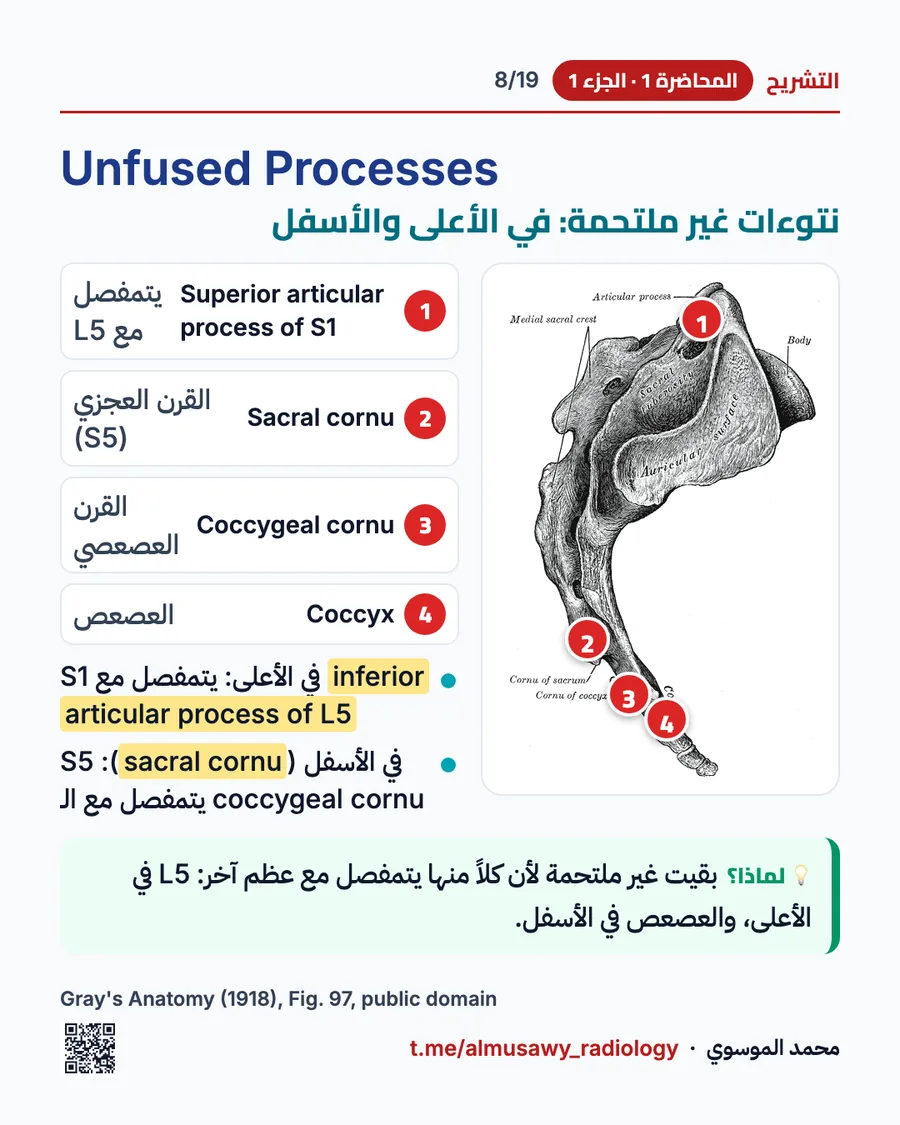 التشريح المحاضرة 1 · الجزء 1 8/19
Unfused Processes
نتوءات غير ملتحمة: في الأعلى والأسفل
1 Superior articular process of S1 يتمفصل مع L5
2 Sacral cornu القرن العجزي (S5)
3 Coccygeal cornu القرن العصعصي
4 Coccyx العصعص
Articular process
Medial sacral crest
Body
Sacral
tuberosity
Auricular surface
Cornu of sacrum
Cornu of coccyx
1
2
3
4
inferior في الأعلى: يتمفصل مع S1
articular process of L5
في الأسفل (sacral cornu): S5
يتمفصل مع الـ coccygeal cornu
💡 لماذا؟ بقيت غير ملتحمة لأن كلاً منها يتمفصل مع عظم آخر: L5 في
الأعلى، والعصعص في الأسفل.
Gray's Anatomy (1918), Fig. 97, public domain
محمد الموسوي · t.me/almusawy_radiology